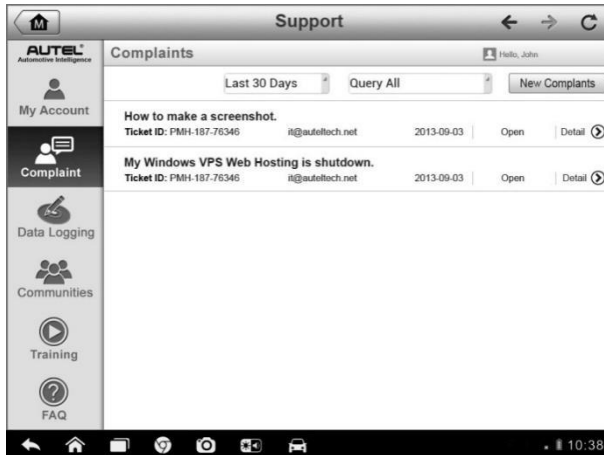 M
Support
AUTEL®
Automotive Intelligence
Complaints
Hello, John
Last 30 Days
Query All
New Complants
My Account
How to make a screenshot.
Ticket ID: PMH-187-76346 it@auteltech.net 2013-09-03 Open Detail
Complaint
My Windows VPS Web Hosting is shutdown.
Ticket ID: PMH-187-76346 it@auteltech.net 2013-09-03 Open Detail
Data Logging
Communities
Training
?
FAQ
10:38